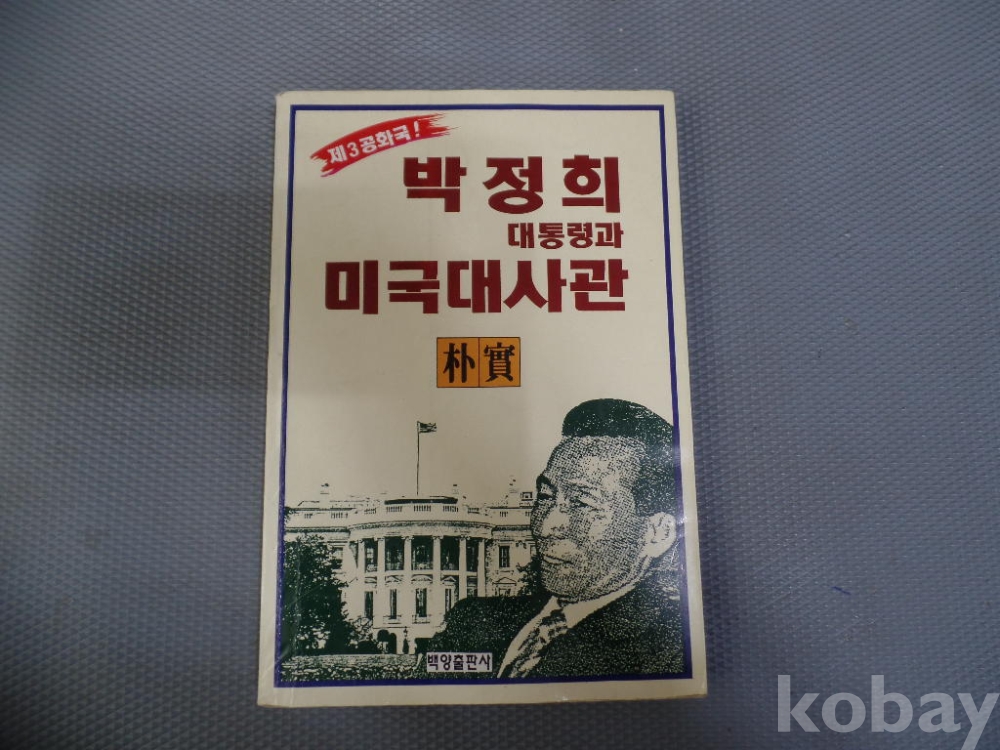 제3공화국!
박정희
대통령과
미국대사관
朴實
백양출판사
kobay